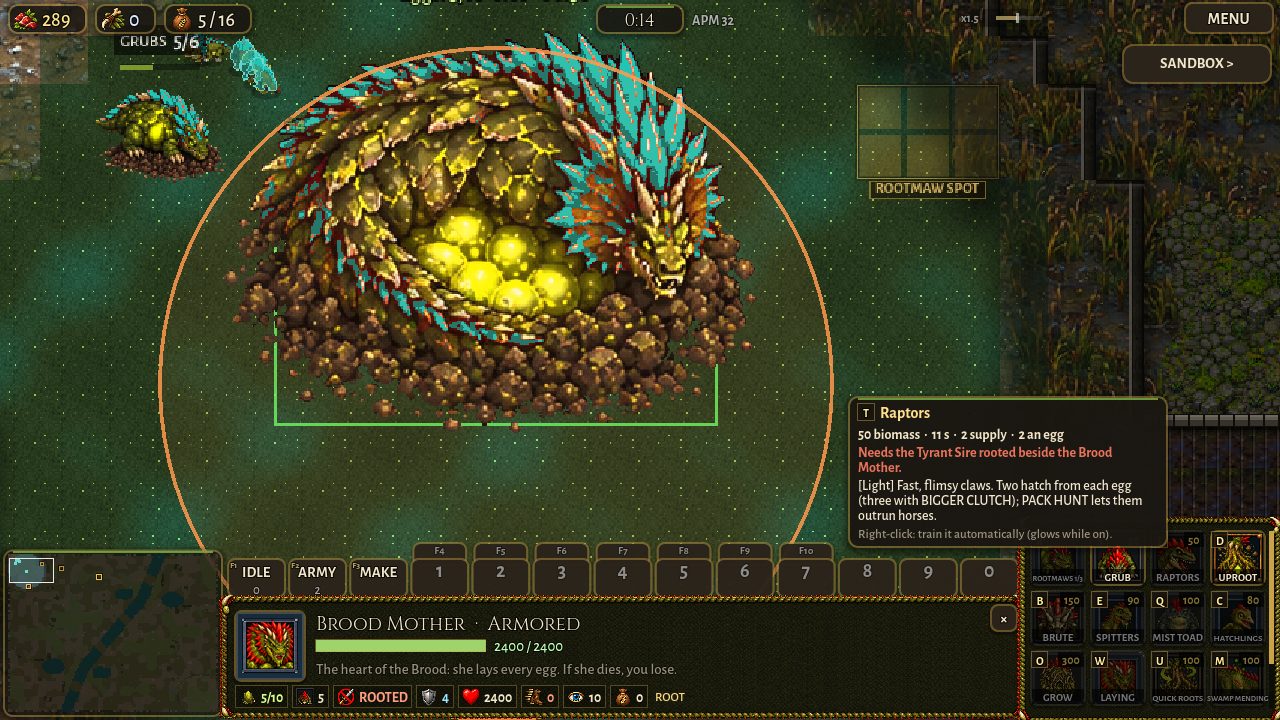 289
0
5 / 16
0:14
APM 32
x1.5
MENU
SANDBOX >
GRUBS 5/6
ROOTMAW SPOT
T Raptors
50 biomass · 11 s · 2 supply · 2 an egg
Needs the Tyrant Sire rooted beside the Brood
Mother.
[Light] Fast, flimsy claws. Two hatch from each egg
(three with BIGGER CLUTCH); PACK HUNT lets them
outrun horses.
Right-click: train it automatically (glows while on).
F4 F5 F6 F7 F8 F9 F10
F1 IDLE F2 ARMY F3 MAKE 1 2 3 4 5 6 7 8 9 0
0 2
BROOD MOTHER · ARMORED
2400 / 2400
The heart of the Brood: she lays every egg. If she dies, you lose.
5/10 5 ROOTED 4 2400 0 10 0 ROOT
×
50 D
ROOTMAWS 1/3 GRUB RAPTORS UPROOT
B 150 E 90 Q 100 C 80
BRUTE SPITTERS MIST TOAD HATCHLINGS
O 300 W U 100 M 100
GROW LAYING QUICK ROOTS SWAMP MENDING